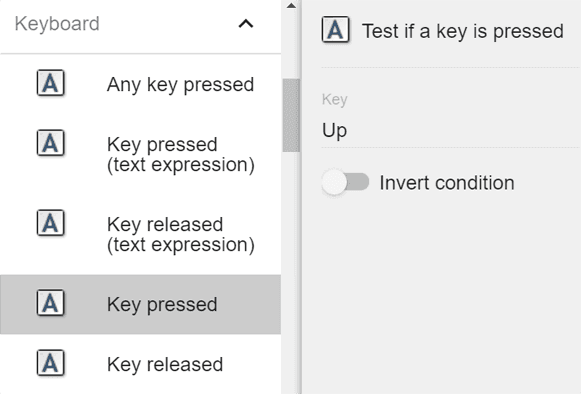 Keyboard
A Any key pressed
A Key pressed
(text expression)
A Key released
(text expression)
A Key pressed
A Key released
A Test if a key is pressed
Key
Up
Invert condition